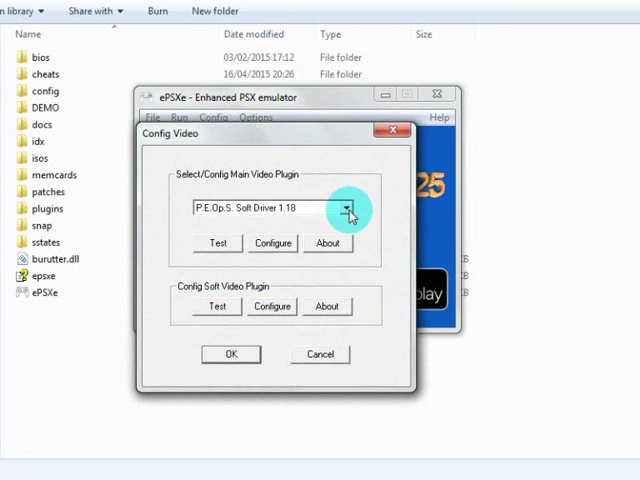 n library Share with Burn New folder
Name Date modified Type Size
bios 03/02/2015 17:12 File folder
cheats 16/04/2015 20:26 File folder
config
DEMO
docs
idx
isos
memcards
patches
plugins
snap
sstates
burutter.dll
epsxe
ePSXe
ePSXe - Enhanced PSX emulator
File Run Config Options Help
Config Video
Select/Config Main Video Plugin
P.E.Op.S. Soft Driver 1.18
Test Configure About
Config Soft Video Plugin
Test Configure About
OK Cancel
25
play